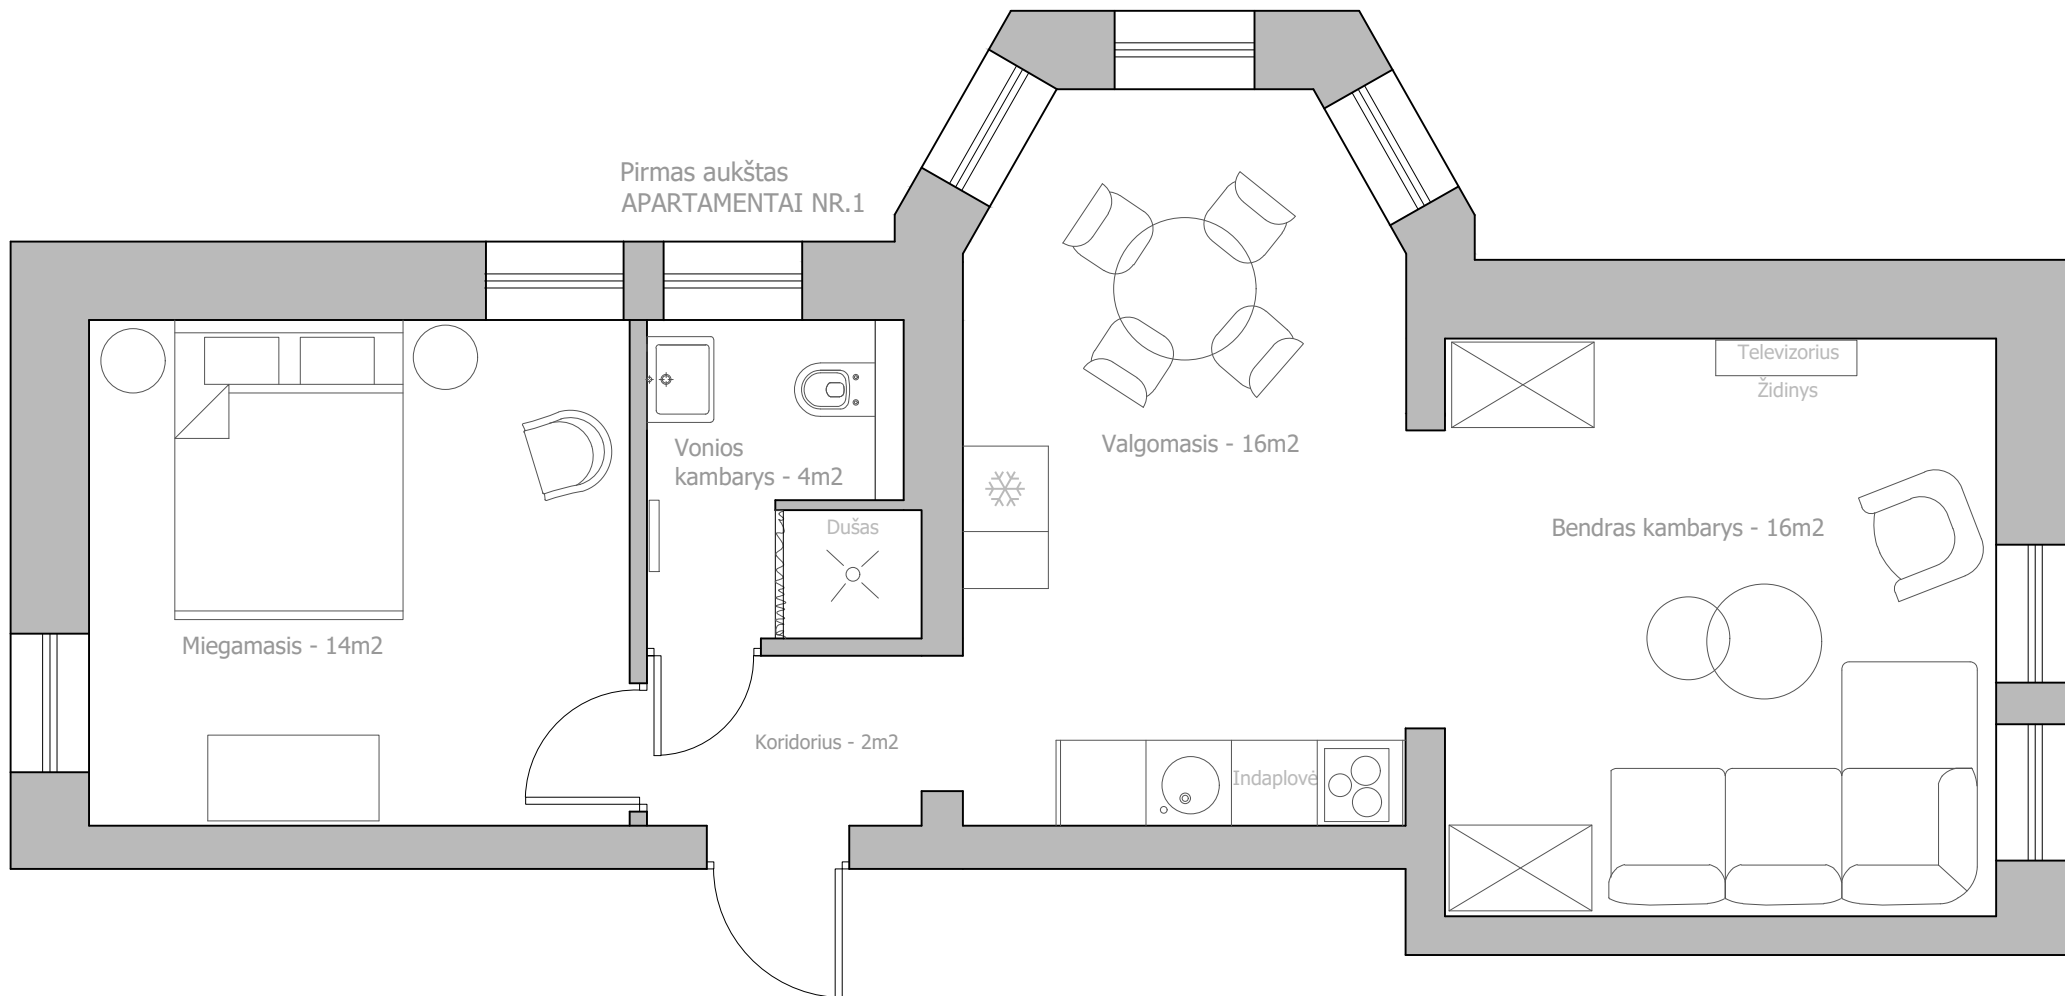 Pirmas aukštas
APARTAMENTAI NR.1
Televizorius
Židinys
Valgomasis - 16m2
Vonios
kambarys - 4m2
Dušas
Bendras kambarys - 16m2
Miegamasis - 14m2
Koridorius - 2m2
Indaplovė